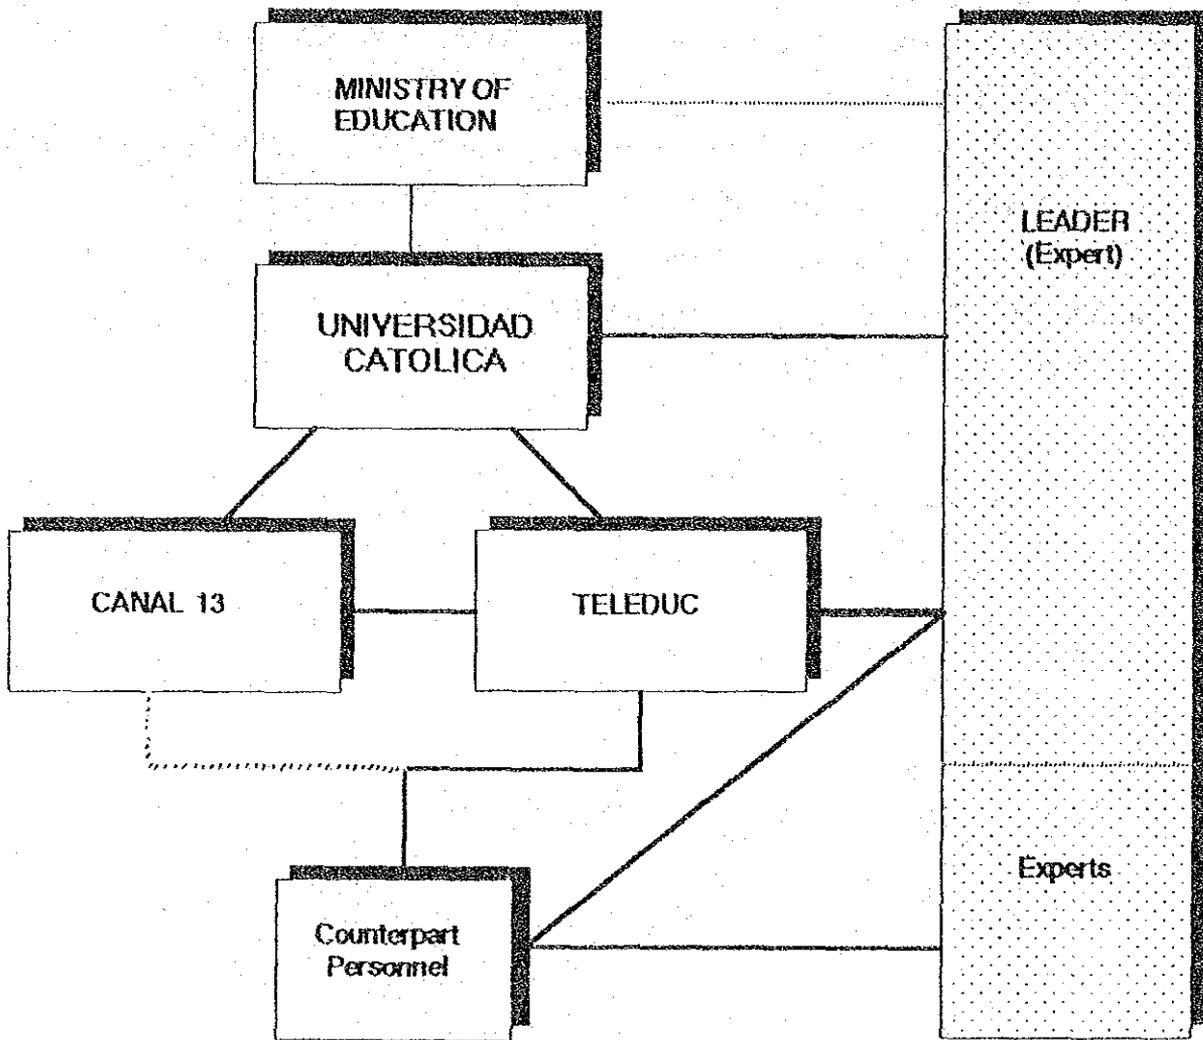 MINISTRY OF
EDUCATION
LEADER
(Expert)
UNIVERSIDAD
CATOLICA
CANAL 13
TELEDUC
Experts
Counterpart
Personnel